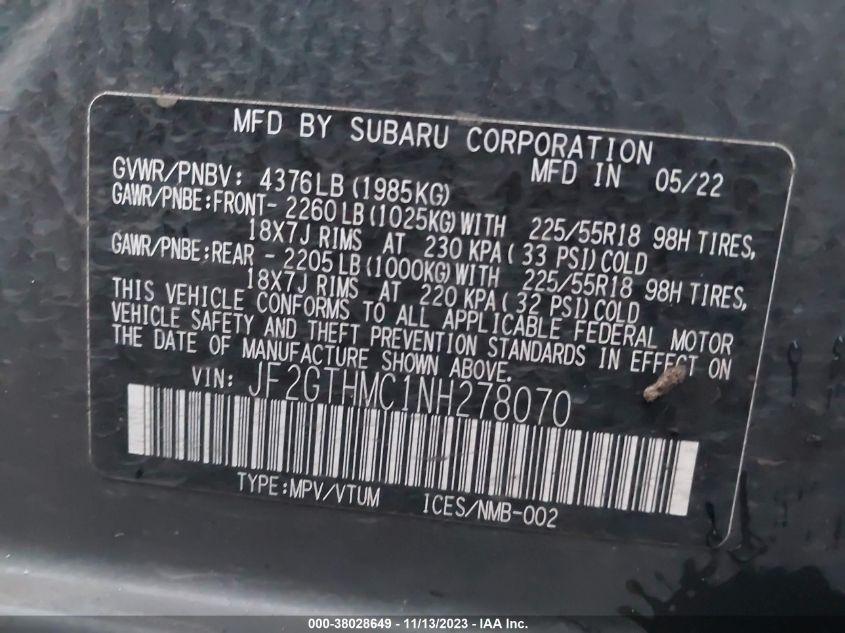 MFD BY SUBARU CORPORATION
MFD IN 05/22
GVWR/PNBV: 4376LB (1985KG)
GAWR/PNBE:FRONT- 2260LB (1025KG) WITH 225/55R18 98H TIRES,
18X7J RIMS AT 230 KPA ( 33 PSI) COLD
GAWR/PNBE:REAR - 2205LB (1000KG) WITH 225/55R18 98H TIRES,
18X7J RIMS AT 220 KPA ( 32 PSI) COLD
THIS VEHICLE CONFORMS TO ALL APPLICABLE FEDERAL MOTOR
VEHICLE SAFETY AND THEFT PREVENTION STANDARDS IN EFFECT ON
THE DATE OF MANUFACTURE SHOWN ABOVE.
VIN: JF2GTHMC1NH278070
TYPE:MPV/VTUM ICES/NMB-002
000-38028649 - 11/13/2023 - IAA Inc.